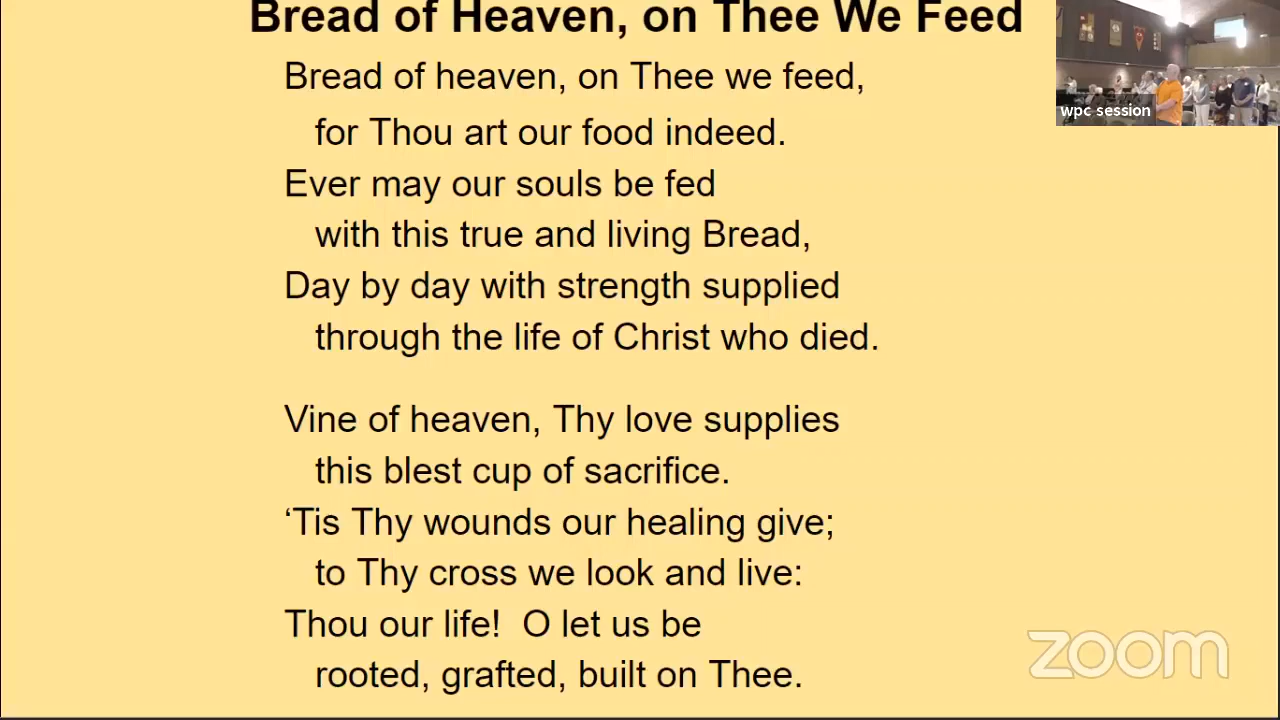 Bread of Heaven, on Thee We Feed
wpc session
Bread of heaven, on Thee we feed,
for Thou art our food indeed.
Ever may our souls be fed
with this true and living Bread,
Day by day with strength supplied
through the life of Christ who died.
Vine of heaven, Thy love supplies
this blest cup of sacrifice.
‘Tis Thy wounds our healing give;
to Thy cross we look and live:
Thou our life!  O let us be
rooted, grafted, built on Thee.
zoom